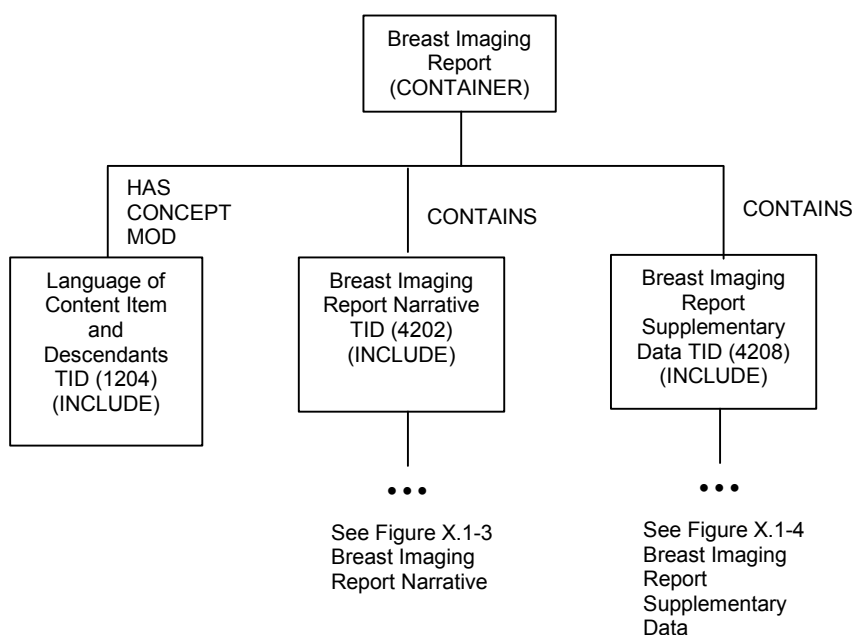 Breast Imaging
Report
(CONTAINER)
HAS
CONCEPT
MOD
CONTAINS
CONTAINS
Language of
Content Item
and
Descendants
TID (1204)
(INCLUDE)
Breast Imaging
Report Narrative
TID (4202)
(INCLUDE)
Breast Imaging
Report
Supplementary
Data TID (4208)
(INCLUDE)
•••
See Figure X.1-3
Breast Imaging
Report Narrative
•••
See Figure X.1-4
Breast Imaging
Report
Supplementary
Data